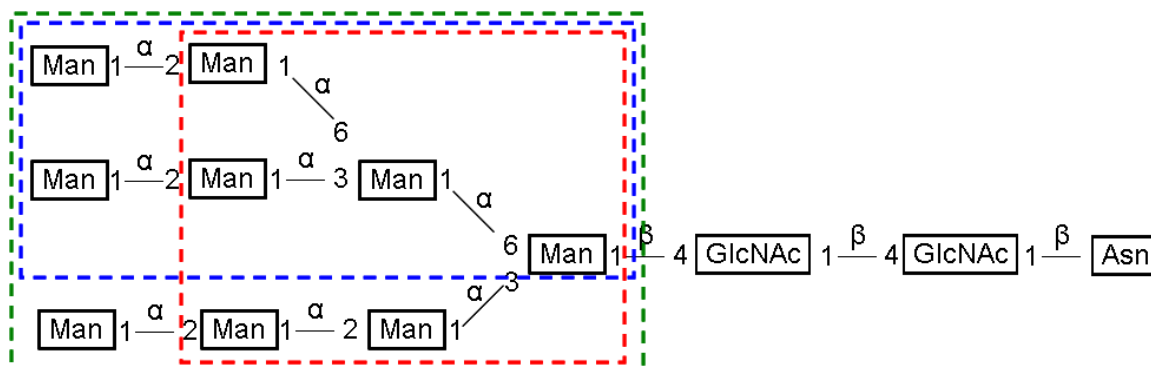 Man 1 α 2 Man 1
α
6
Man 1 α 2 Man 1 α 3 Man 1
α
6 Man 1 β 4 GlcNAc 1 β 4 GlcNAc 1 β Asn
3
α
Man 1 α 2 Man 1 α 2 Man 1